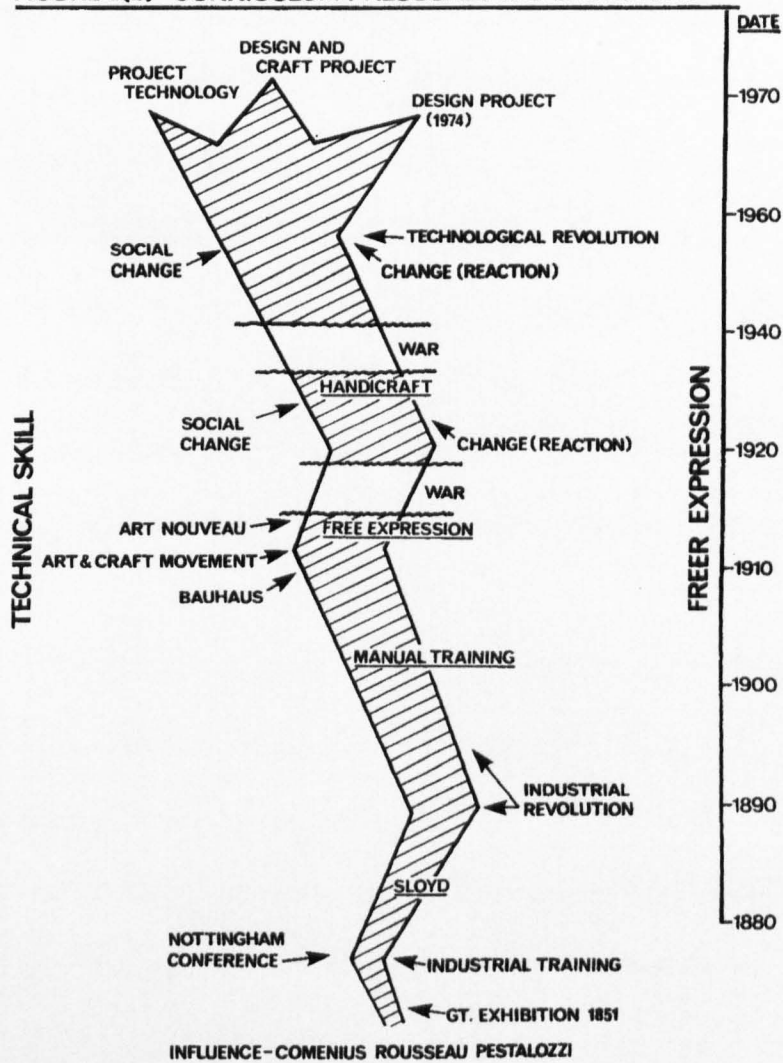 DATE
DESIGN AND
CRAFT PROJECT
PROJECT
TECHNOLOGY
DESIGN PROJECT
(1974)
1970
1960
TECHNOLOGICAL REVOLUTION
SOCIAL
CHANGE
CHANGE (REACTION)
1940
WAR
HANDICRAFT
SOCIAL
CHANGE
CHANGE (REACTION)
1920
WAR
ART NOUVEAU
FREE EXPRESSION
ART & CRAFT MOVEMENT
BAUHAUS
1910
TECHNICAL SKILL
FREER EXPRESSION
MANUAL TRAINING
1900
INDUSTRIAL
REVOLUTION
1890
SLOYD
1880
NOTTINGHAM
CONFERENCE
INDUSTRIAL TRAINING
GT. EXHIBITION 1851
INFLUENCE-COMENIUS ROUSSEAU PESTALOZZI